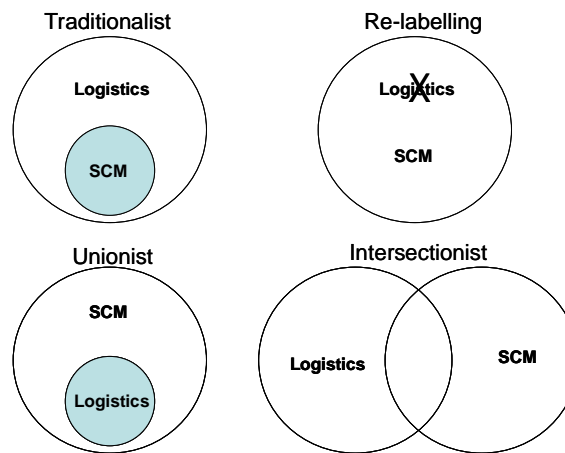 Traditionalist
Logistics
SCM
Re-labelling
Logistics
X
SCM
Unionist
SCM
Logistics
Intersectionist
Logistics
SCM